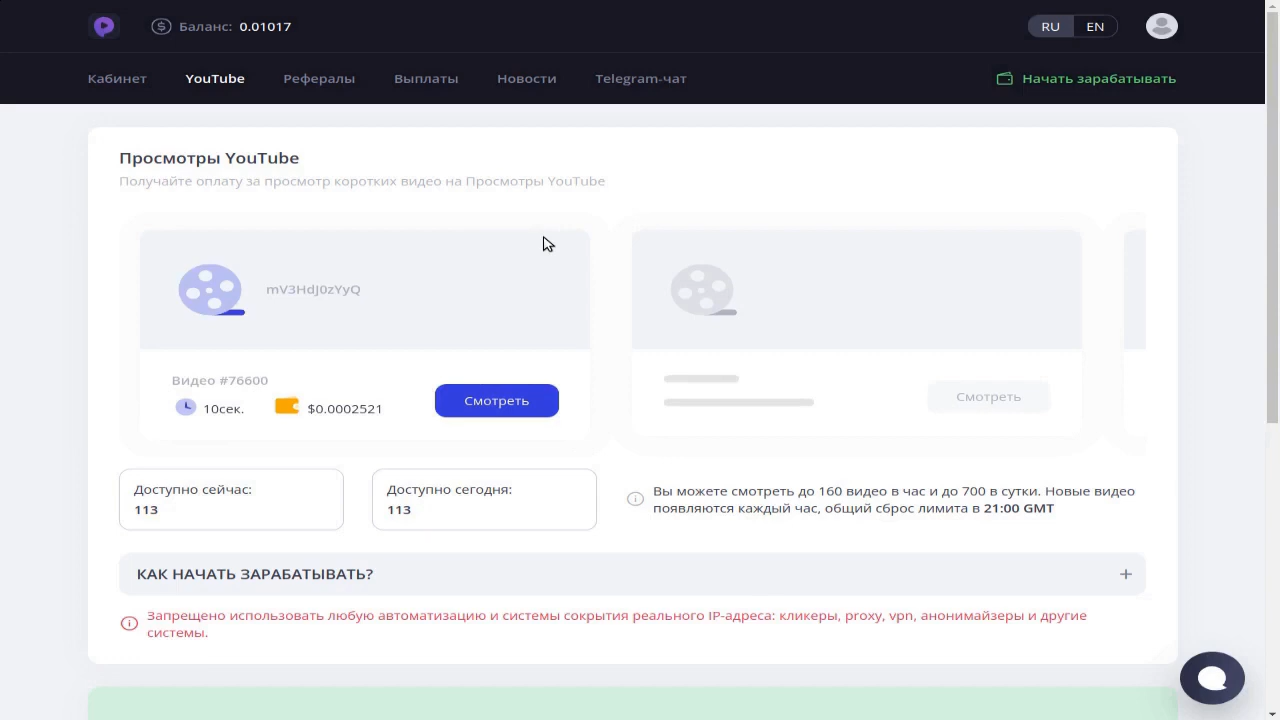 Баланс: 0.01017
RU EN
Кабинет YouTube Рефералы Выплаты Новости Telegram-чат Начать зарабатывать
Просмотры YouTube
Получайте оплату за просмотр коротких видео на Просмотры YouTube
mV3HdJ0zYyQ
Видео #76600
10сек. $0.0002521
Смотреть
Смотреть
Доступно сейчас:
113
Доступно сегодня:
113
Вы можете смотреть до 160 видео в час и до 700 в сутки. Новые видео
появляются каждый час, общий сброс лимита в 21:00 GMT
КАК НАЧАТЬ ЗАРАБАТЫВАТЬ?
Запрещено использовать любую автоматизацию и системы сокрытия реального IP-адреса: кликеры, proxy, vpn, анонимайзеры и другие
системы.